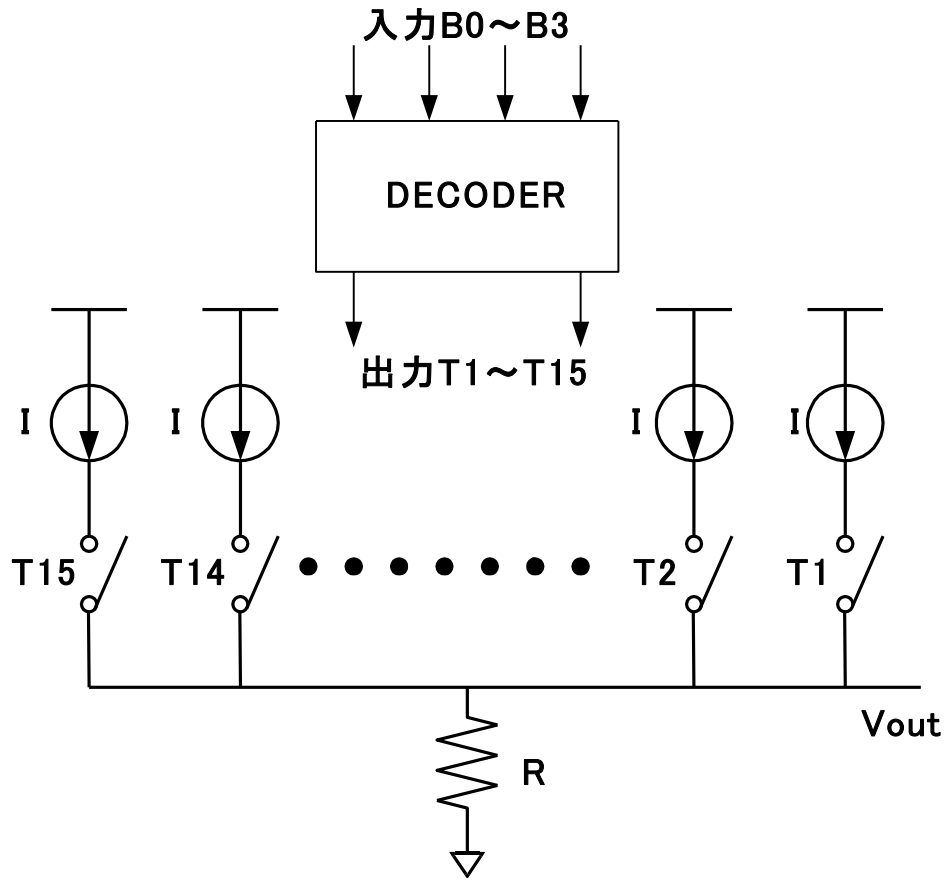 入力B0～B3
DECODER
出力T1～T15
I
I
I
I
T15
T14
T2
T1
Vout
R